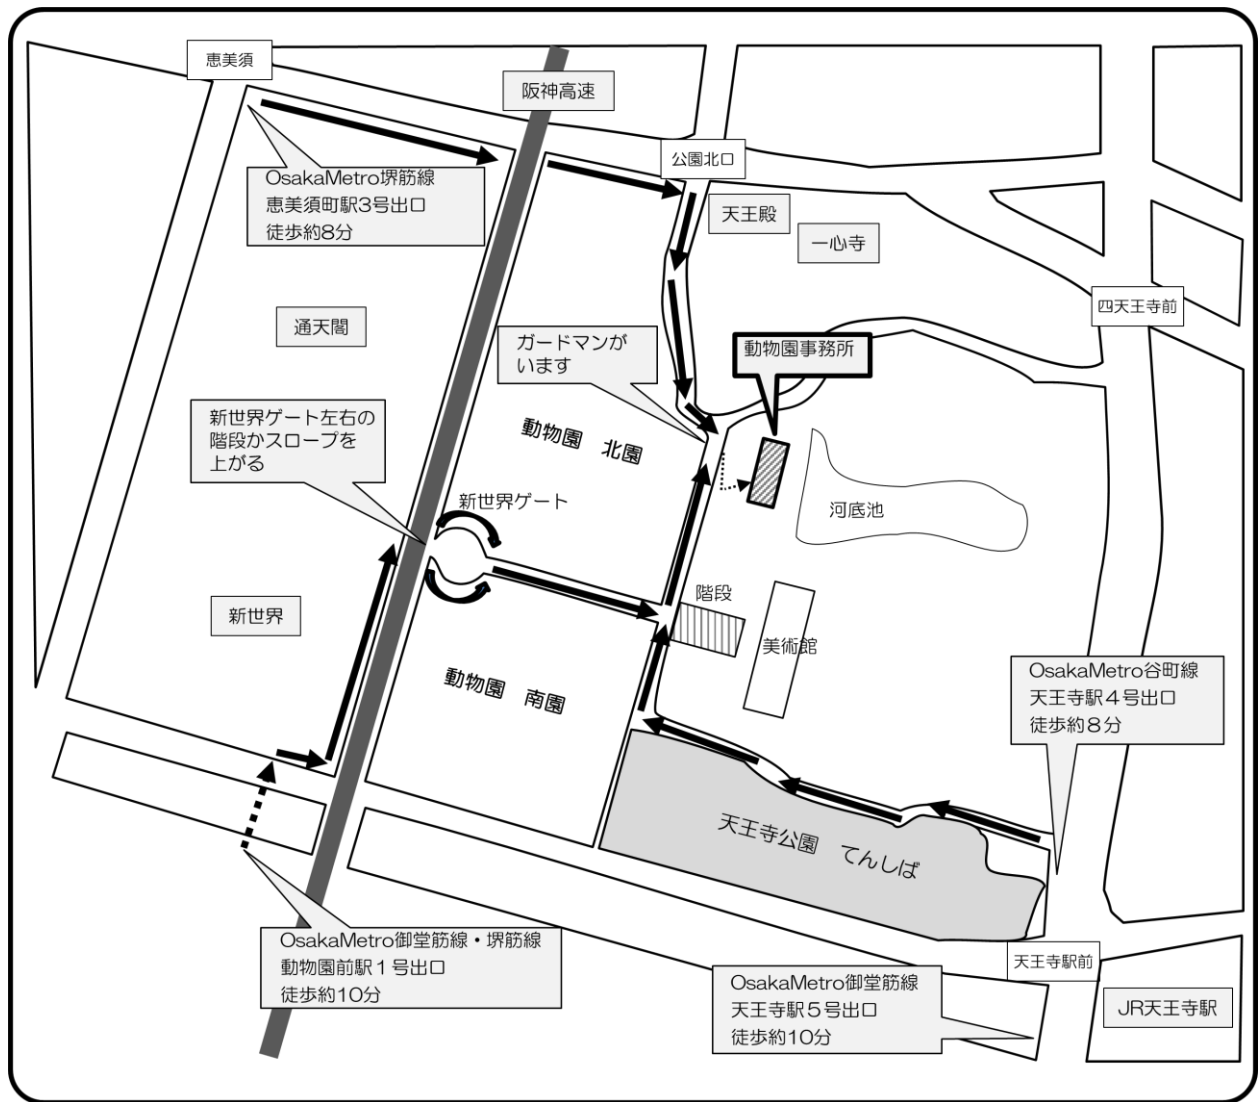 恵美須
阪神高速
公園北口
OsakaMetro堺筋線
恵美須町駅3号出口
徒歩約8分
天王殿
一心寺
通天閣
四天王寺前
ガードマンが
います
動物園事務所
新世界ゲート左右の
階段かスロープを
上がる
動物園 北園
新世界ゲート
河底池
階段
新世界
美術館
動物園 南園
OsakaMetro谷町線
天王寺駅４号出口
徒歩約８分
天王寺公園 てんしば
OsakaMetro御堂筋線・堺筋線
動物園前駅１号出口
徒歩約10分
天王寺駅前
OsakaMetro御堂筋線
天王寺駅５号出口
徒歩約10分
JR天王寺駅